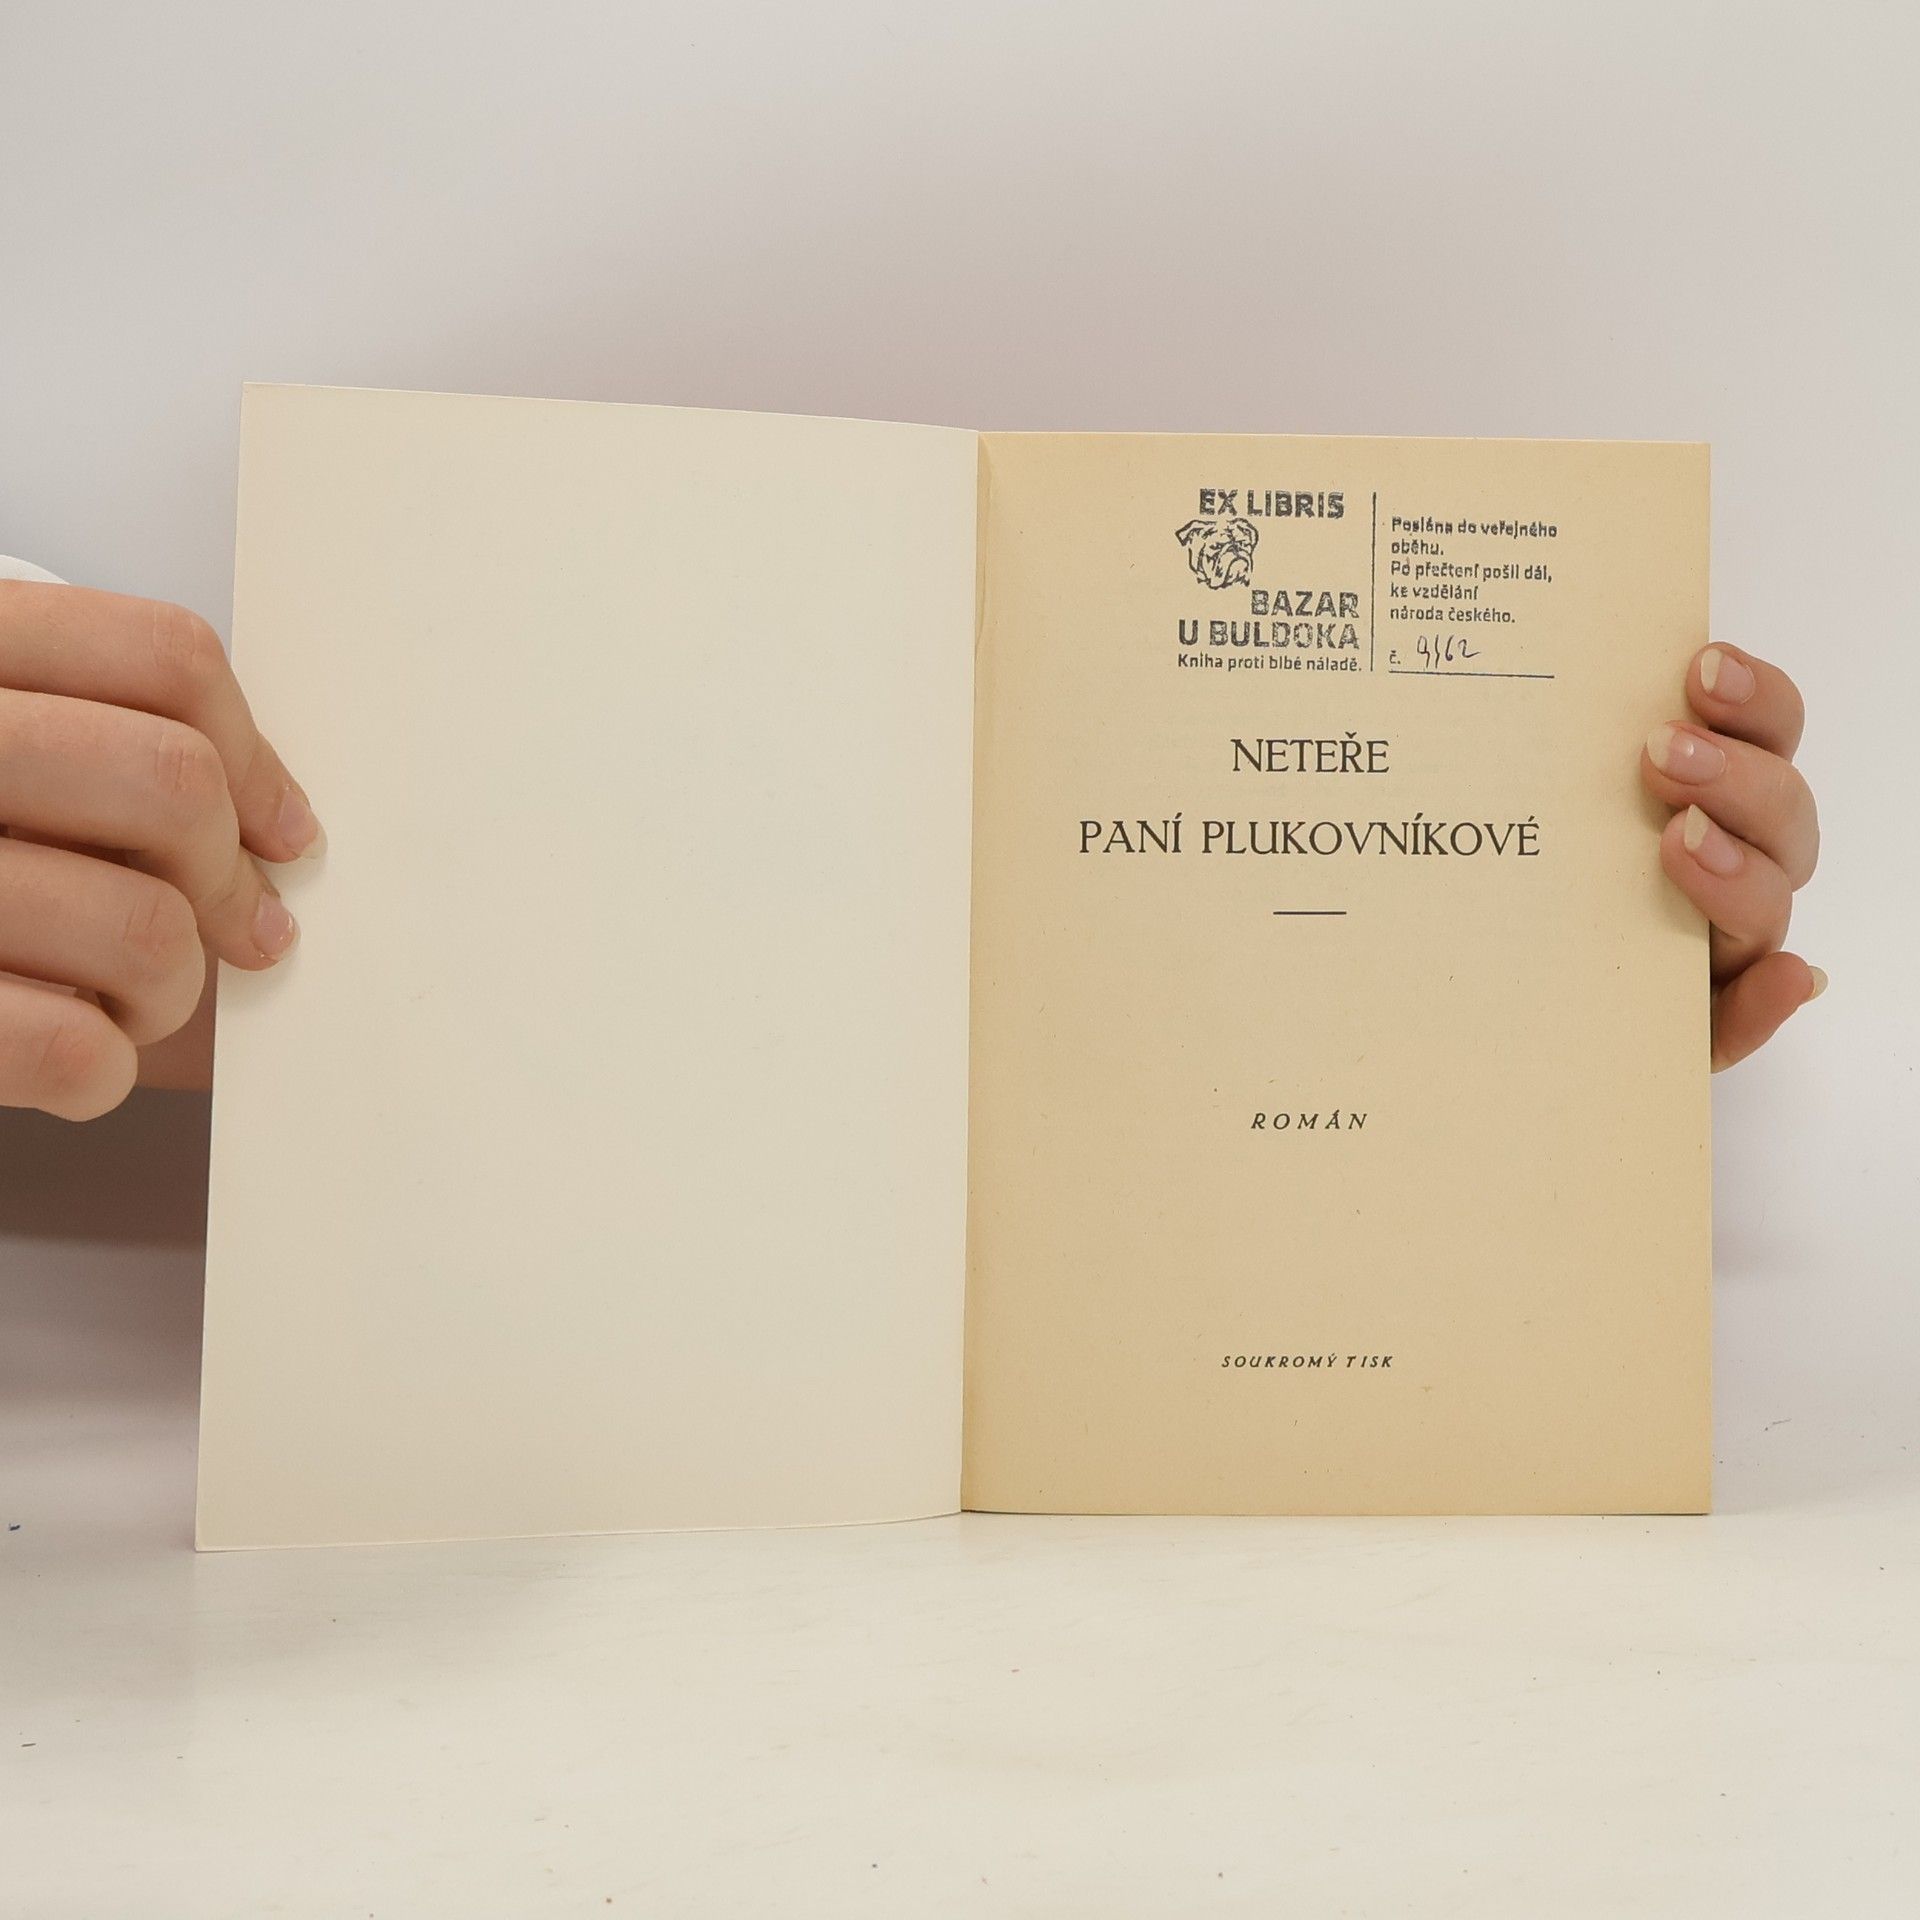 EX LIBRIS
BAZAR
U BULDOKA
Kniha proti blbé náladě.
Poslána do veřejného
oběhu.
Po přečtení pošli dál,
ke vzdělání
národa českého.
č. 9162
NETEŘE
PANÍ PLUKOVNÍKOVÉ
ROMÁN
SOUKROMÝ TISK